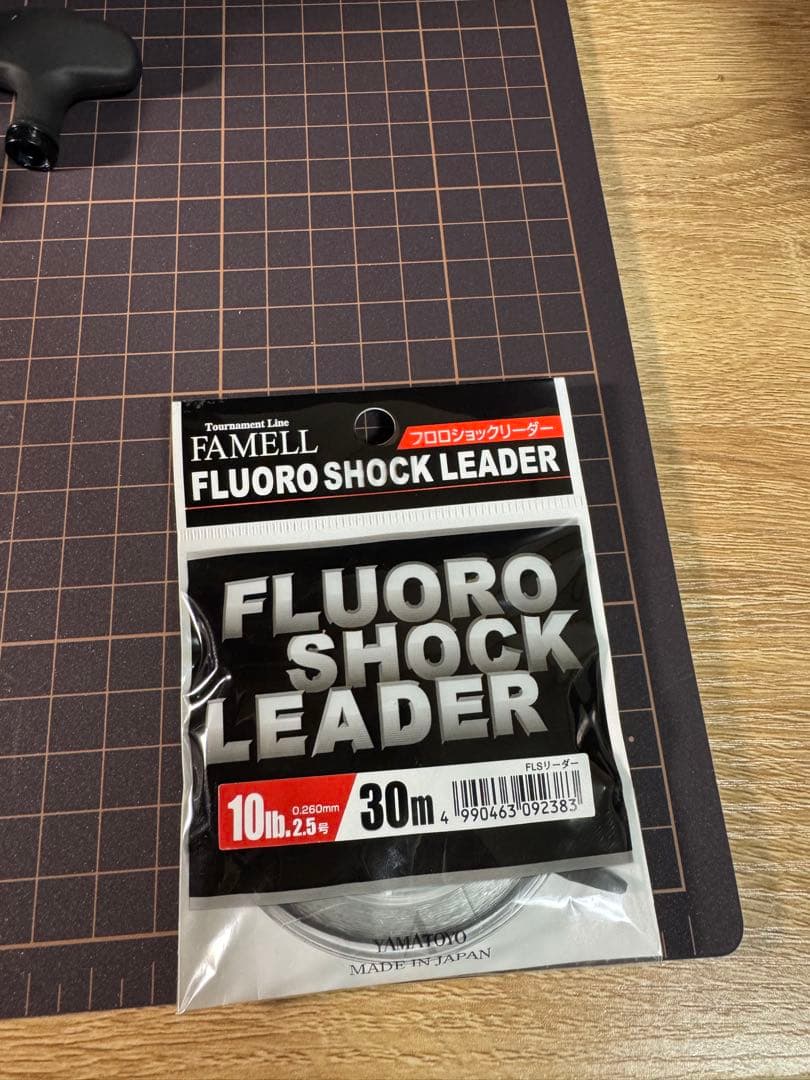 Tournament Line
FAMELL
フロロショックリーダー
FLUORO SHOCK LEADER
FLUORO
SHOCK
LEADER
FLSリーダー
10lb. 0.260mm 2.5号 30m
4 990463 092383
YAMATOYO
MADE IN JAPAN